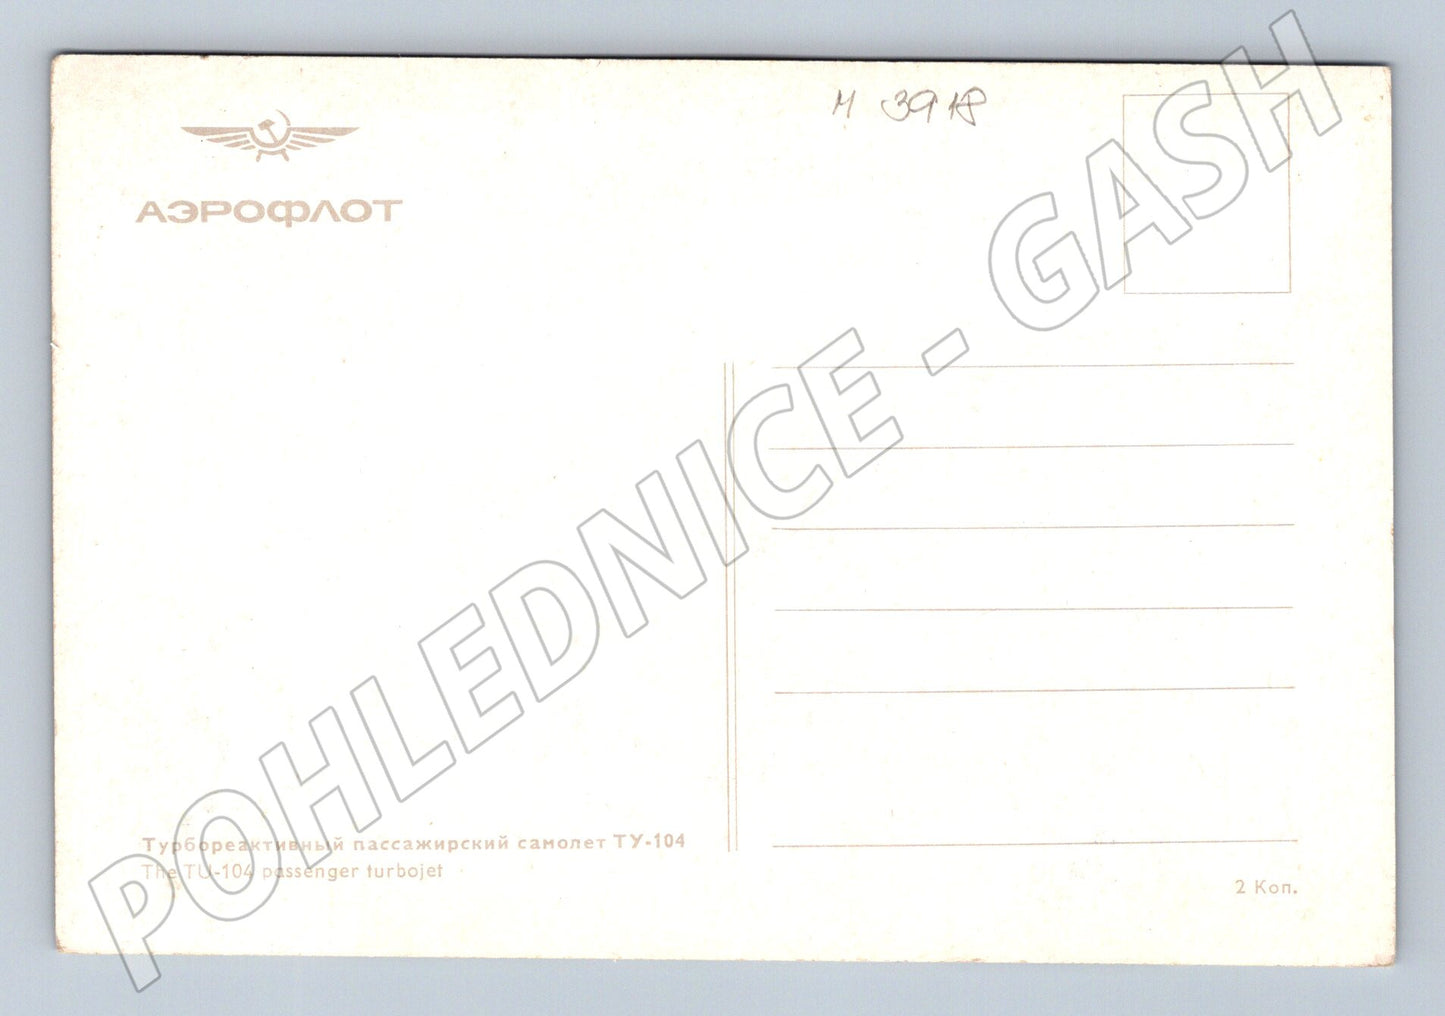 М 3918
АЭРОФЛОТ
POHLEDNICE - GASH
Турбореактивный пассажирский самолет ТУ-104
The TU-104 passenger turbojet
2 Коп.